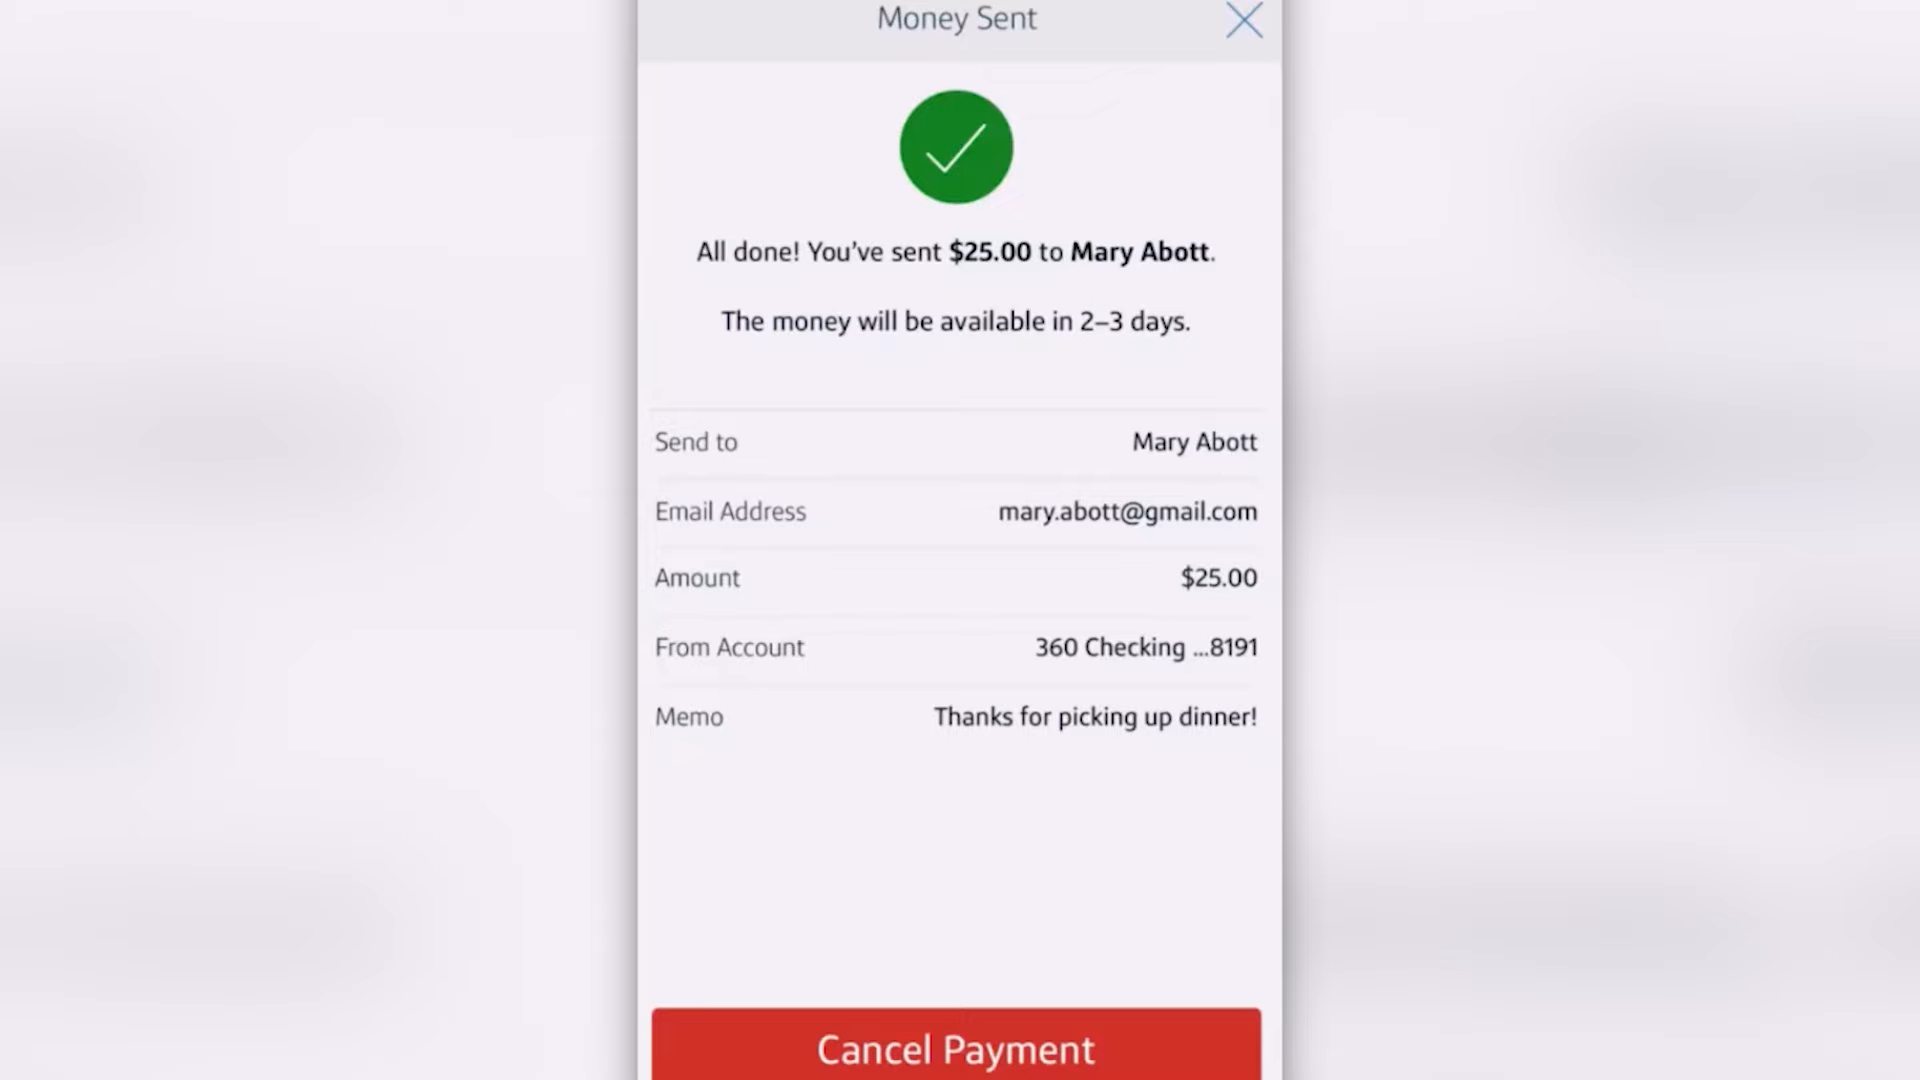 Money Sent
All done! You've sent $25.00 to Mary Abott.
The money will be available in 2–3 days.
Send to Mary Abott
Email Address mary.abott@gmail.com
Amount $25.00
From Account 360 Checking ...8191
Memo Thanks for picking up dinner!
Cancel Payment